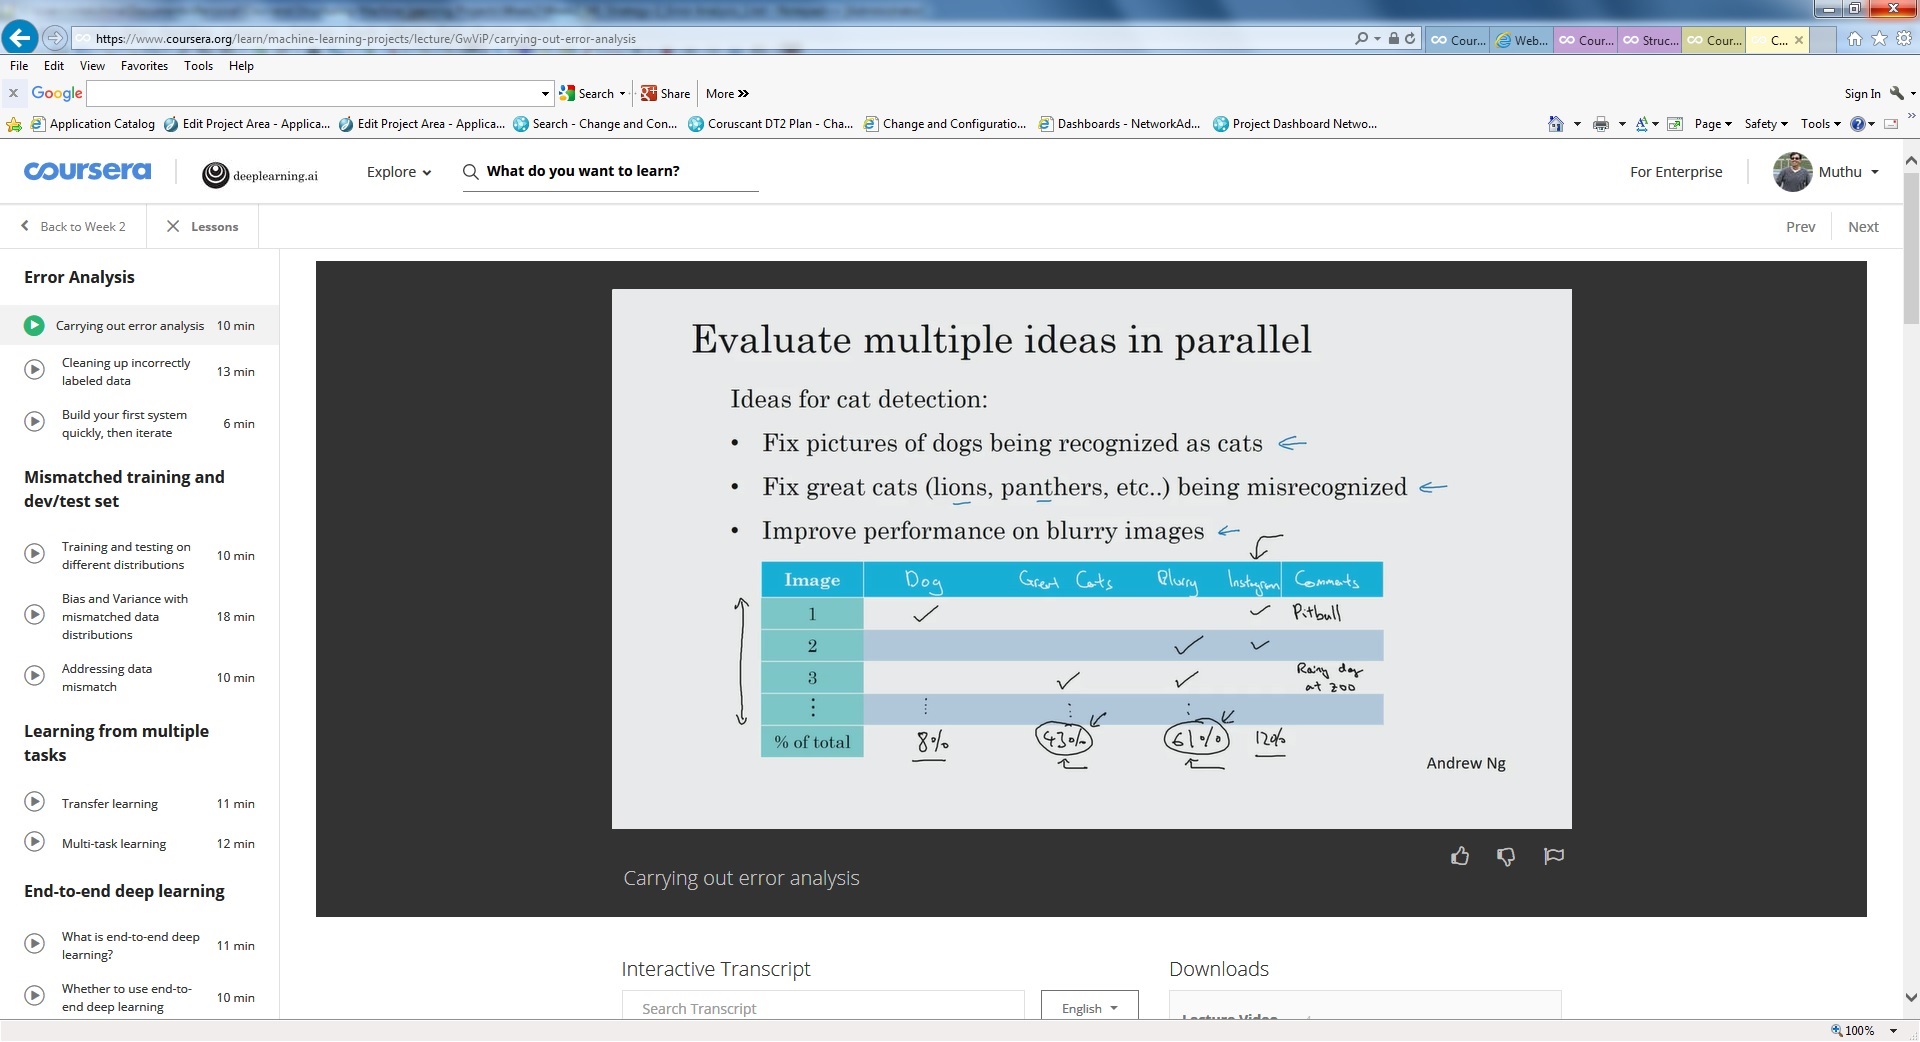 https://www.coursera.org/learn/machine-learning-projects/lecture/GwViP/carrying-out-error-analysis
Cour...
Web...
Cour...
Struc...
Cour...
C...
File Edit View Favorites Tools Help
x Google Search Share More »
Sign In
Application Catalog
Edit Project Area - Applica...
Edit Project Area - Applica...
Search - Change and Con...
Coruscant DT2 Plan - Cha...
Change and Configuratio...
Dashboards - NetworkAd...
Project Dashboard Netwo...
Page Safety Tools
coursera deeplearning.ai Explore What do you want to learn? For Enterprise Muthu
Back to Week 2 Lessons Prev Next
Error Analysis
Carrying out error analysis 10 min
Cleaning up incorrectly
labeled data 13 min
Build your first system
quickly, then iterate 6 min
Mismatched training and
dev/test set
Training and testing on
different distributions 10 min
Bias and Variance with
mismatched data
distributions 18 min
Addressing data
mismatch 10 min
Learning from multiple
tasks
Transfer learning 11 min
Multi-task learning 12 min
End-to-end deep learning
What is end-to-end deep
learning? 11 min
Whether to use end-to-
end deep learning 10 min
Evaluate multiple ideas in parallel
Ideas for cat detection:
• Fix pictures of dogs being recognized as cats
• Fix great cats (lions, panthers, etc..) being misrecognized
• Improve performance on blurry images
Image Dog Great Cats Blurry Instagram Comments
1 ✓ ✓ Pitbull
2 ✓ ✓
3 ✓ ✓ Rainy day
at zoo
⋮ ⋮ ⋮ ⋮
% of total 8% 43% 61% 12%
Andrew Ng
Carrying out error analysis
Interactive Transcript
Search Transcript
English
Downloads
Lecture Video
100%